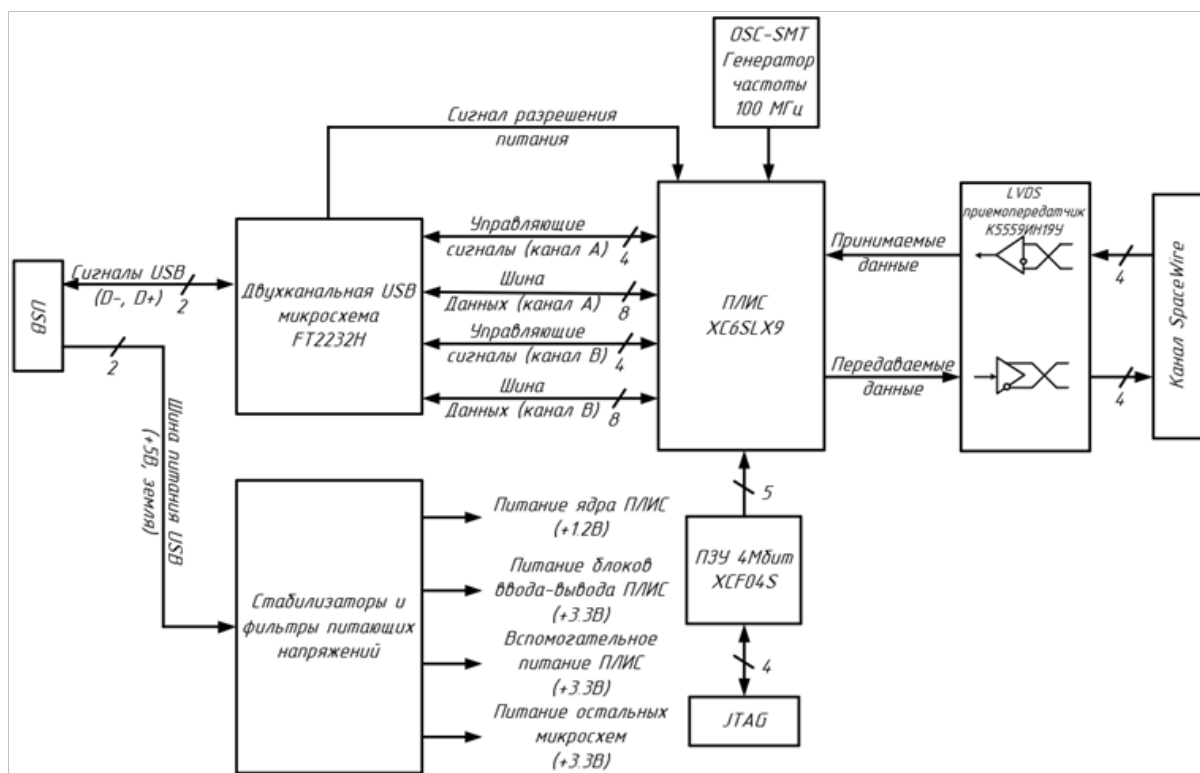 OSC-SMT
Генератор
частоты
100 МГц
Сигнал разрешения
питания
USB
Сигналы USB
(D-, D+)
2
2
Шина питания USB
(+5В, земля)
Двухканальная USB
микросхема
FT2232H
Управляющие
сигналы (канал А)
4
Шина
Данных (канал А)
8
Управляющие
сигналы (канал В)
4
Шина
Данных (канал В)
8
ПЛИС
XC6SLX9
Принимаемые
данные
Передаваемые
данные
LVDS
приемопередатчик
К5559ИН19У
4
4
Канал SpaceWire
Стабилизаторы и
фильтры питающих
напряжений
Питание ядра ПЛИС
(+1.2В)
Питание блоков
ввода-вывода ПЛИС
(+3.3В)
Вспомогательное
питание ПЛИС
(+3.3В)
Питание остальных
микросхем
(+3.3В)
5
ПЗУ 4Мбит
XCF04S
4
JTAG